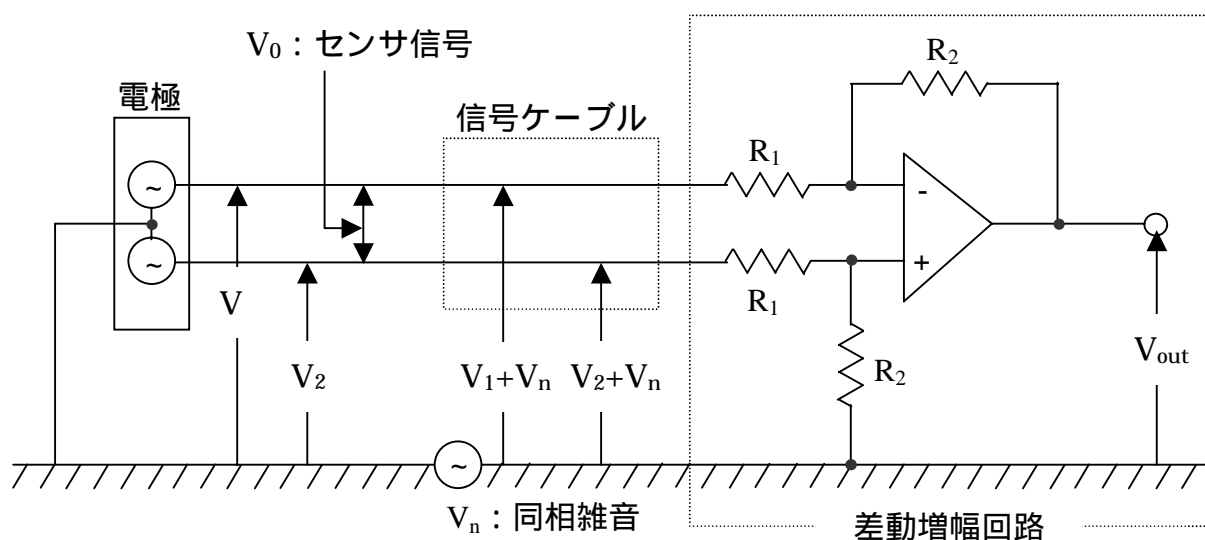 V₀：センサ信号
電極
信号ケーブル
R₂
R₁
~
-
~
+
R₁
V
V₂
V₁+Vₙ
V₂+Vₙ
R₂
Vout
~
Vₙ：同相雑音
差動増幅回路